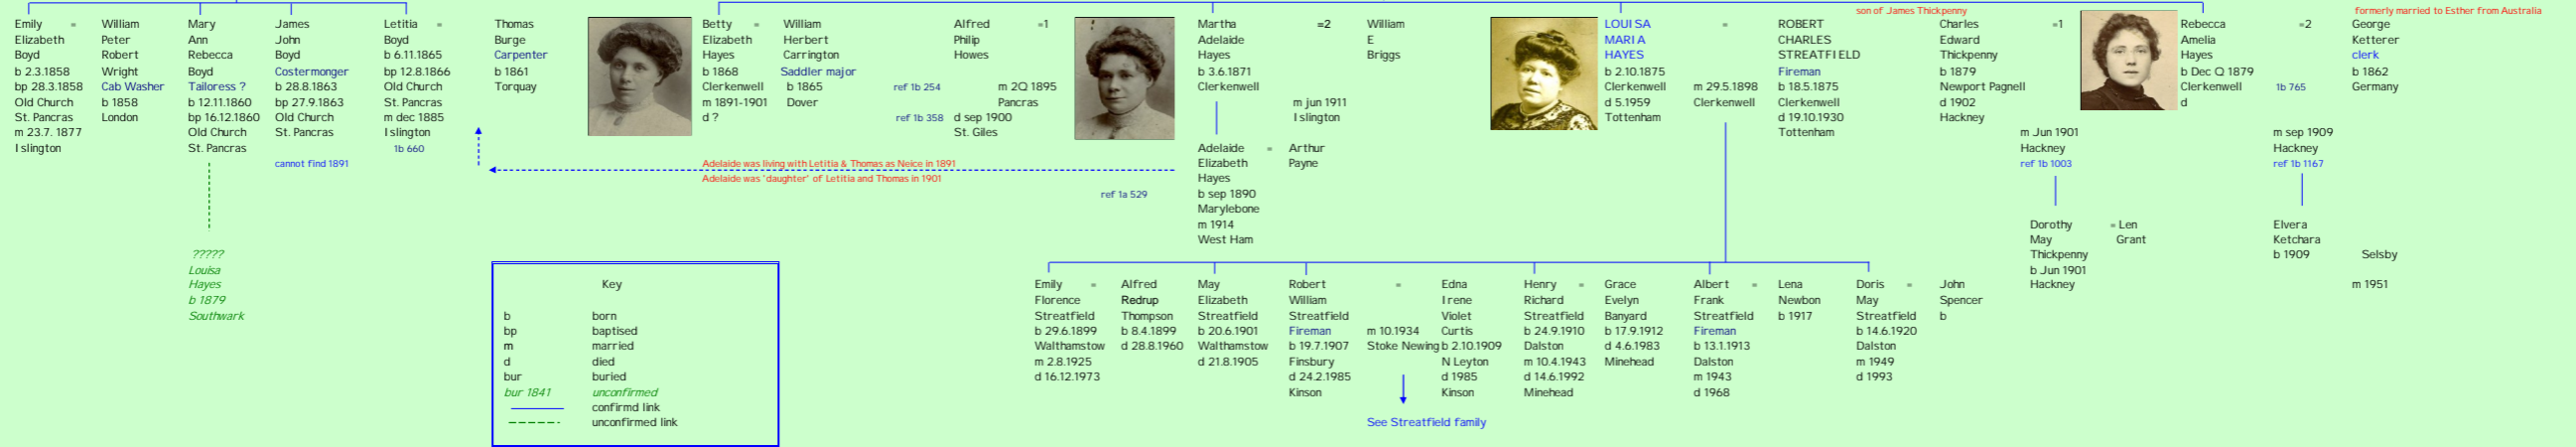 son of James Thickpenny
formerly married to Esther from Australia
Emily =
Elizabeth
Boyd
b 2.3.1858
bp 28.3.1858
Old Church
St. Pancras
m 23.7. 1877
Islington
William
Peter
Robert
Wright
Cab Washer
b 1858
London
Mary
Ann
Rebecca
Boyd
Tailoress ?
b 12.11.1860
bp 16.12.1860
Old Church
St. Pancras
James
John
Boyd
Costermonger
b 28.8.1863
bp 27.9.1863
Old Church
St. Pancras
cannot find 1891
Letitia =
Boyd
b 6.11.1865
bp 12.8.1866
Old Church
St. Pancras
m dec 1885
Islington
1b 660
Thomas
Burge
Carpenter
b 1861
Torquay
Betty =
Elizabeth
Hayes
b 1868
Clerkenwell
m 1891-1901
d ?
William
Herbert
Carrington
Saddler major
b 1865
Dover
ref 1b 254
ref 1b 358
Alfred =1
Philip
Howes
m 2Q 1895
Pancras
d sep 1900
St. Giles
Martha =2
Adelaide
Hayes
b 3.6.1871
Clerkenwell
m jun 1911
Islington
William
E
Briggs
LOUISA =
MARIA
HAYES
b 2.10.1875
Clerkenwell
d 5.1959
Tottenham
m 29.5.1898
Clerkenwell
ROBERT
CHARLES
STREATFIELD
Fireman
b 18.5.1875
Clerkenwell
d 19.10.1930
Tottenham
Charles =1
Edward
Thickpenny
b 1879
Newport Pagnell
d 1902
Hackney
m Jun 1901
Hackney
ref 1b 1003
Rebecca =2
Amelia
Hayes
b Dec Q 1879
Clerkenwell
d
1b 765
m sep 1909
Hackney
ref 1b 1167
George
Ketterer
clerk
b 1862
Germany
Adelaide was living with Letitia & Thomas as Neice in 1891
Adelaide was 'daughter' of Letitia and Thomas in 1901
ref 1a 529
Adelaide =
Elizabeth
Hayes
b sep 1890
Marylebone
m 1914
West Ham
Arthur
Payne
Dorothy = Len
May Grant
Thickpenny
b Jun 1901
Hackney
Elvera
Ketchara
b 1909
Selsby
m 1951
?????
Louisa
Hayes
b 1879
Southwark
Key
b born
bp baptised
m married
d died
bur buried
bur 1841 unconfirmed
confirmd link
unconfirmed link
Emily =
Florence
Streatfield
b 29.6.1899
Walthamstow
m 2.8.1925
d 16.12.1973
Alfred
Redrup
Thompson
b 8.4.1899
d 28.8.1960
May
Elizabeth
Streatfield
b 20.6.1901
Walthamstow
d 21.8.1905
Robert =
William
Streatfield
Fireman
b 19.7.1907
Finsbury
d 24.2.1985
Kinson
m 10.1934
Stoke Newing
See Streatfield family
Edna
Irene
Violet
Curtis
b 2.10.1909
N Leyton
d 1985
Kinson
Henry =
Richard
Streatfield
b 24.9.1910
Dalston
m 10.4.1943
d 14.6.1992
Minehead
Grace
Evelyn
Banyard
b 17.9.1912
d 4.6.1983
Minehead
Albert =
Frank
Streatfield
Fireman
b 13.1.1913
Dalston
m 1943
d 1968
Lena
Newbon
b 1917
Doris =
May
Streatfield
b 14.6.1920
Dalston
m 1949
d 1993
John
Spencer
b